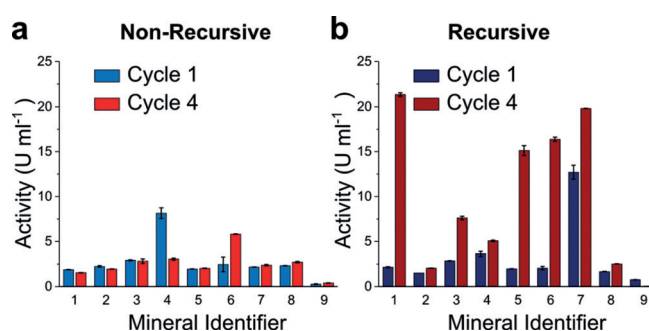 a Non-Recursive
25
20
15
10
5
0
Activity (U ml⁻¹)
Cycle 1
Cycle 4
1 2 3 4 5 6 7 8 9
Mineral Identifier
b Recursive
25
20
15
10
5
0
Activity (U ml⁻¹)
Cycle 1
Cycle 4
1 2 3 4 5 6 7 8 9
Mineral Identifier